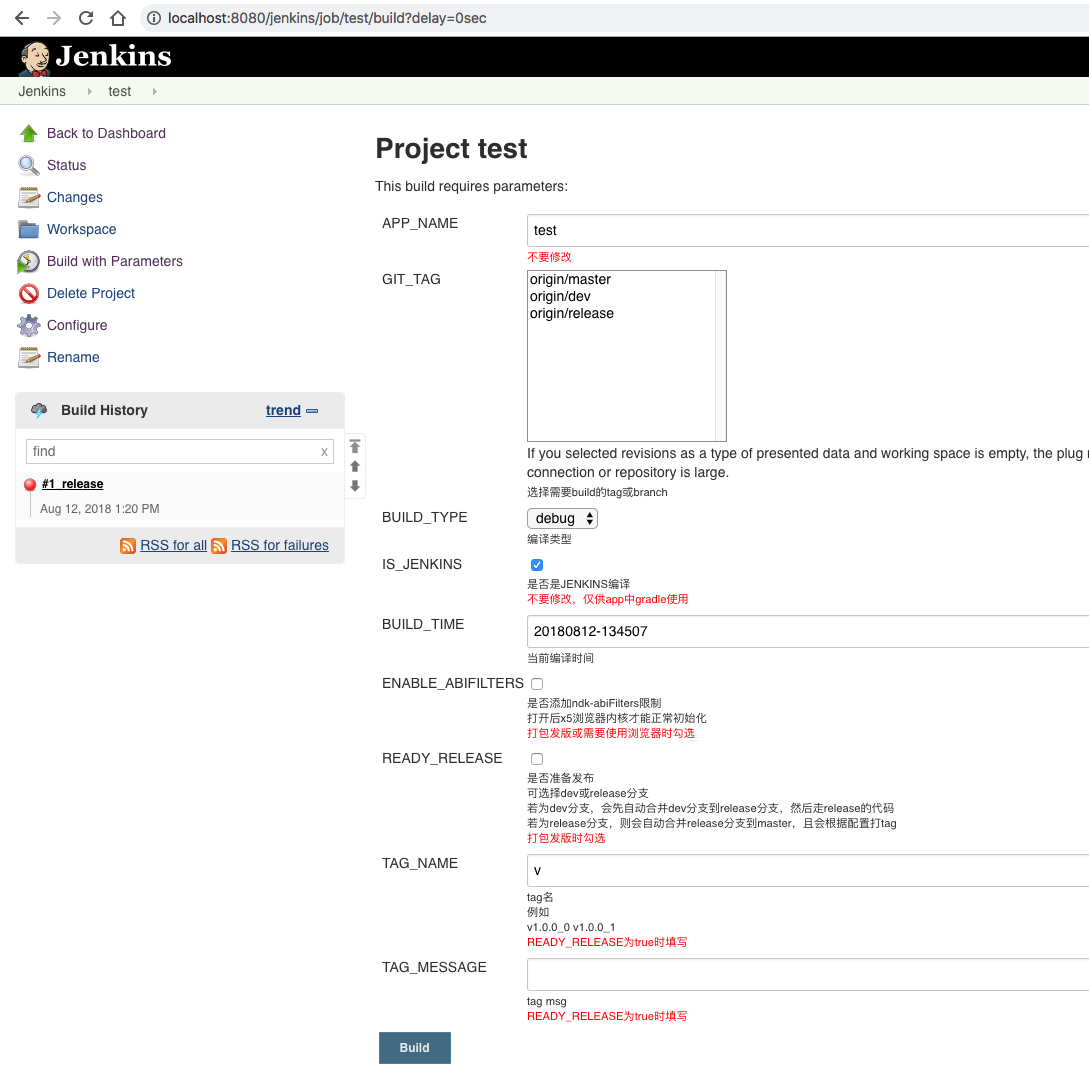 localhost:8080/jenkins/job/test/build?delay=0sec
Jenkins
Jenkins test
Back to Dashboard
Status
Changes
Workspace
Build with Parameters
Delete Project
Configure
Rename
Build History trend
find x
#1 release
Aug 12, 2018 1:20 PM
RSS for all RSS for failures
Project test
This build requires parameters:
APP_NAME
test
不要修改
GIT_TAG
origin/master
origin/dev
origin/release
If you selected revisions as a type of presented data and working space is empty, the plug
connection or repository is large.
选择需要build的tag或branch
BUILD_TYPE
debug
编译类型
IS_JENKINS
是否是JENKINS编译
不要修改，仅供app中gradle使用
BUILD_TIME
20180812-134507
当前编译时间
ENABLE_ABIFILTERS
是否添加ndk-abiFilters限制
打开后x5浏览器内核才能正常初始化
打包发版或需要使用浏览器时勾选
READY_RELEASE
是否准备发布
可选择dev或release分支
若为dev分支，会先自动合并dev分支到release分支，然后走release的代码
若为release分支，则会自动合并release分支到master，且会根据配置打tag
打包发版时勾选
TAG_NAME
v
tag名
例如
v1.0.0_0 v1.0.0_1
READY_RELEASE为true时填写
TAG_MESSAGE
tag msg
READY_RELEASE为true时填写
Build